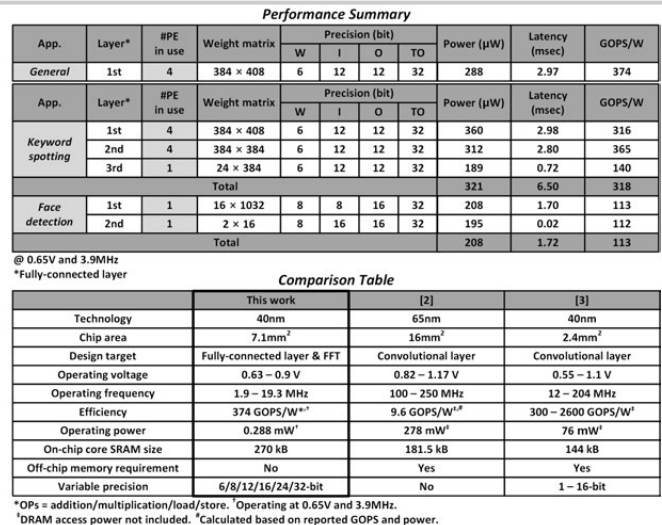 Performance Summary
App. Layer* #PE in use Weight matrix Precision (bit) Power (μW) Latency (msec) GOPS/W
W I O TO
General 1st 4 384 × 408 6 12 12 32 288 2.97 374
App. Layer* #PE in use Weight matrix Precision (bit) Power (μW) Latency (msec) GOPS/W
W I O TO
Keyword spotting 1st 4 384 × 408 6 12 12 32 360 2.98 316
2nd 4 384 × 384 6 12 12 32 312 2.80 365
3rd 1 24 × 384 6 12 12 32 189 0.72 140
Total 321 6.50 318
Face detection 1st 1 16 × 1032 8 8 16 32 208 1.70 113
2nd 1 2 × 16 8 16 16 32 195 0.02 112
Total 208 1.72 113
@ 0.65V and 3.9MHz
*Fully-connected layer
Comparison Table
This work [2] [3]
Technology 40nm 65nm 40nm
Chip area 7.1mm² 16mm² 2.4mm²
Design target Fully-connected layer & FFT Convolutional layer Convolutional layer
Operating voltage 0.63 – 0.9 V 0.82 – 1.17 V 0.55 – 1.1 V
Operating frequency 1.9 – 19.3 MHz 100 – 250 MHz 12 – 204 MHz
Efficiency 374 GOPS/W*,† 9.6 GOPS/W‡,# 300 – 2600 GOPS/W‡
Operating power 0.288 mW† 278 mW‡ 76 mW‡
On-chip core SRAM size 270 kB 181.5 kB 144 kB
Off-chip memory requirement No Yes Yes
Variable precision 6/8/12/16/24/32-bit No 1 – 16-bit
*OPs = addition/multiplication/load/store. †Operating at 0.65V and 3.9MHz.
‡DRAM access power not included. #Calculated based on reported GOPS and power.